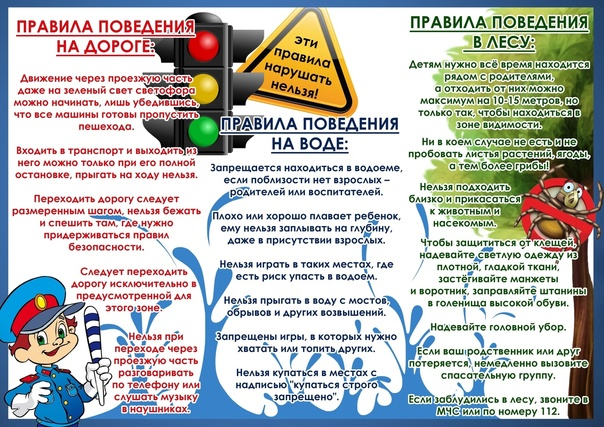 ПРАВИЛА ПОВЕДЕНИЯ
НА ДОРОГЕ:
Движение через проезжую часть
даже на зеленый свет светофора
можно начинать, лишь убедившись,
что все машины готовы пропустить
пешехода.
Входить в транспорт и выходить из
него можно только при его полной
остановке, прыгать на ходу нельзя.
Переходить дорогу следует
размеренным шагом, нельзя бежать
и спешить там, где нужно
придерживаться правил
безопасности.
Следует переходить
дорогу исключительно в
предусмотренной для
этого зоне.
Нельзя при
переходе через
проезжую часть
разговаривать
по телефону или
слушать музыку
в наушниках.
эти
правила
нарушать
нельзя!
ПРАВИЛА ПОВЕДЕНИЯ
НА ВОДЕ:
Запрещается находиться в водоеме,
если поблизости нет взрослых –
родителей или воспитателей.
Плохо или хорошо плавает ребенок,
ему нельзя заплывать на глубину,
даже в присутствии взрослых.
Нельзя играть в таких местах, где
есть риск упасть в водоем.
Нельзя прыгать в воду с мостов,
обрывов и других возвышений.
Запрещены игры, в которых нужно
хватать или топить других.
Нельзя купаться в местах с
надписью "купаться строго
запрещено".
ПРАВИЛА ПОВЕДЕНИЯ
В ЛЕСУ:
Детям нужно всё время находится
рядом с родителями,
а отходить от них можно
максимум на 10-15 метров, но
только так, чтобы находиться в
зоне видимости.
Ни в коем случае не есть и не
пробовать листья растений, ягоды,
а тем более грибы!
Нельзя подходить
близко и прикасаться
к животным и
насекомым.
Чтобы защититься от клещей,
надевайте светлую одежду из
плотной, гладкой ткани,
застёгивайте манжеты
и воротник, заправляйте штанины
в голенища высокой обуви.
Надевайте головной убор.
Если ваш родственник или друг
потеряется, немедленно вызовите
спасательную группу.
Если заблудились в лесу, звоните в
МЧС или по номеру 112.